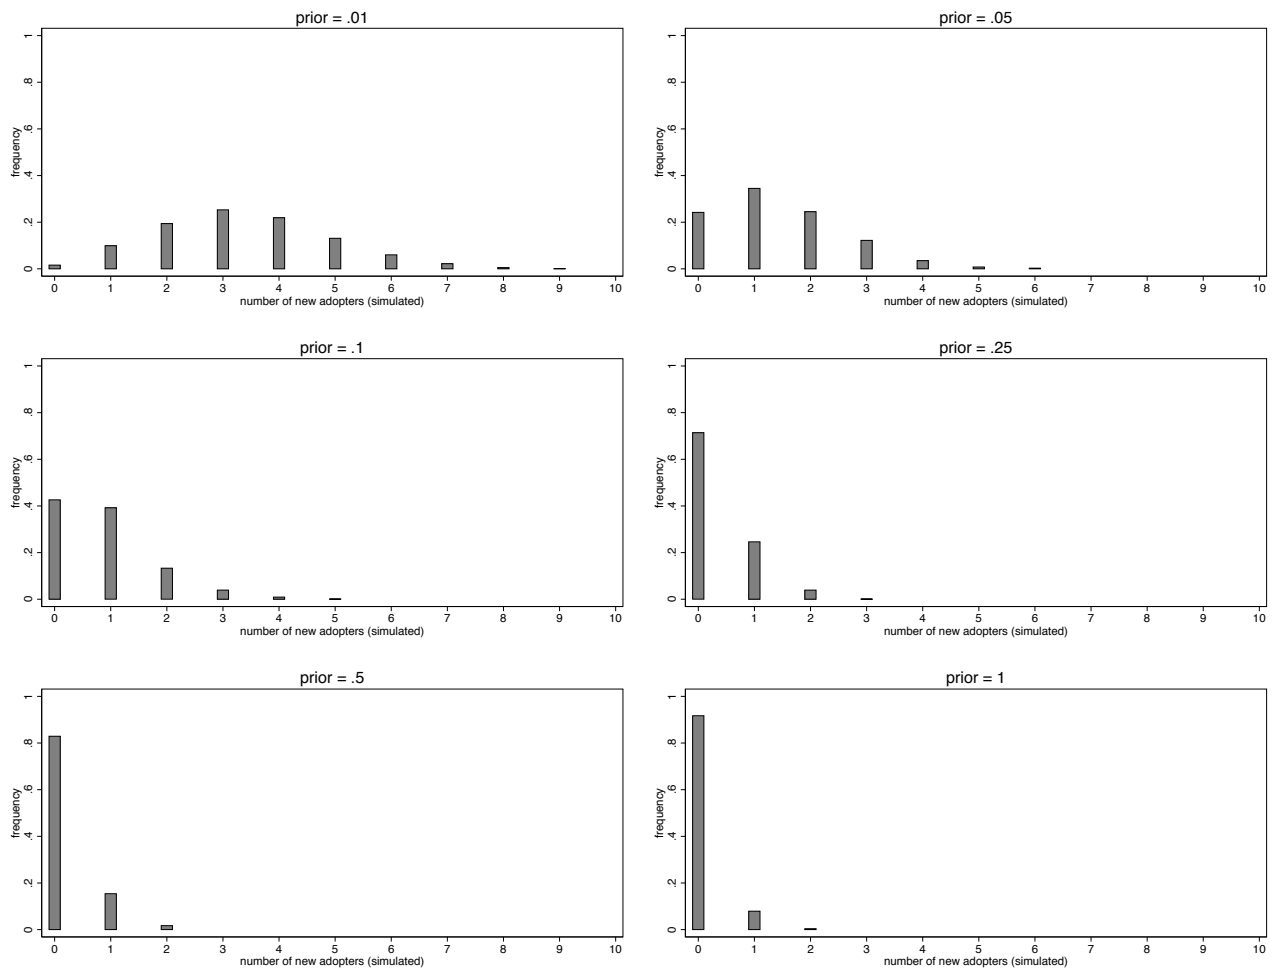 prior = .01
frequency
0 .2 .4 .6 .8 1
0 1 2 3 4 5 6 7 8 9 10
number of new adopters (simulated)
prior = .05
frequency
0 .2 .4 .6 .8 1
0 1 2 3 4 5 6 7 8 9 10
number of new adopters (simulated)
prior = .1
frequency
0 .2 .4 .6 .8 1
0 1 2 3 4 5 6 7 8 9 10
number of new adopters (simulated)
prior = .25
frequency
0 .2 .4 .6 .8 1
0 1 2 3 4 5 6 7 8 9 10
number of new adopters (simulated)
prior = .5
frequency
0 .2 .4 .6 .8 1
0 1 2 3 4 5 6 7 8 9 10
number of new adopters (simulated)
prior = 1
frequency
0 .2 .4 .6 .8 1
0 1 2 3 4 5 6 7 8 9 10
number of new adopters (simulated)